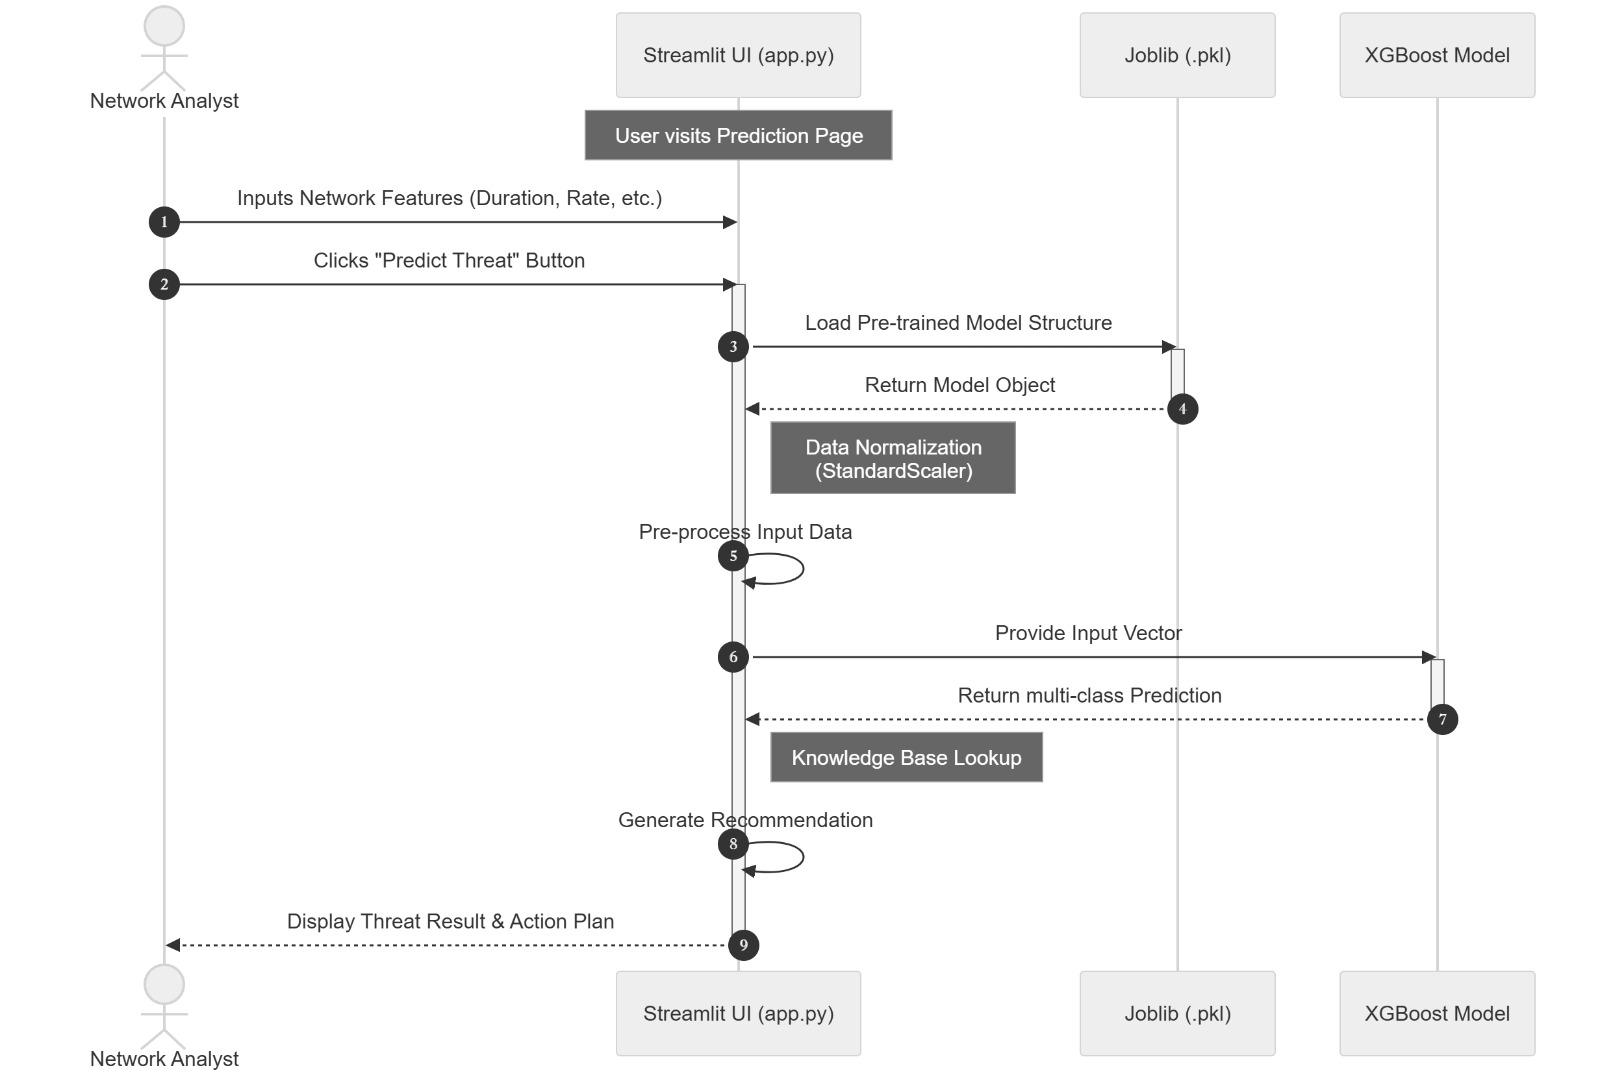 Network Analyst
Streamlit UI (app.py)
Joblib (.pkl)
XGBoost Model
User visits Prediction Page
Inputs Network Features (Duration, Rate, etc.)
1
Clicks "Predict Threat" Button
2
Load Pre-trained Model Structure
3
Return Model Object
4
Data Normalization
(StandardScaler)
Pre-process Input Data
5
Provide Input Vector
6
Return multi-class Prediction
7
Knowledge Base Lookup
Generate Recommendation
8
Display Threat Result & Action Plan
9
Network Analyst
Streamlit UI (app.py)
Joblib (.pkl)
XGBoost Model